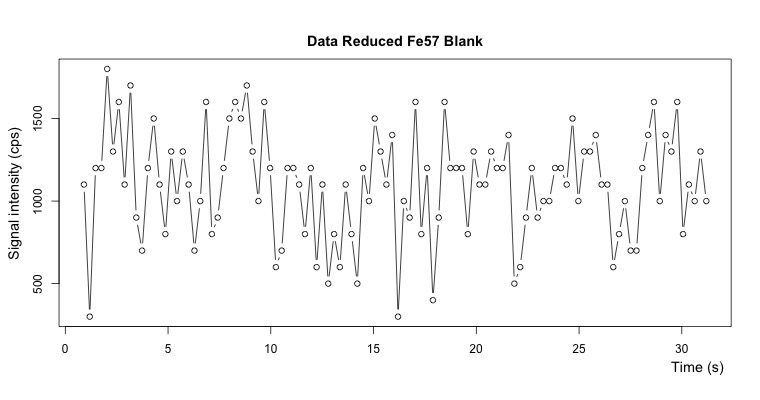 Data Reduced Fe57 Blank
Signal intensity (cps)
1500
1000
500
0 5 10 15 20 25 30
Time (s)